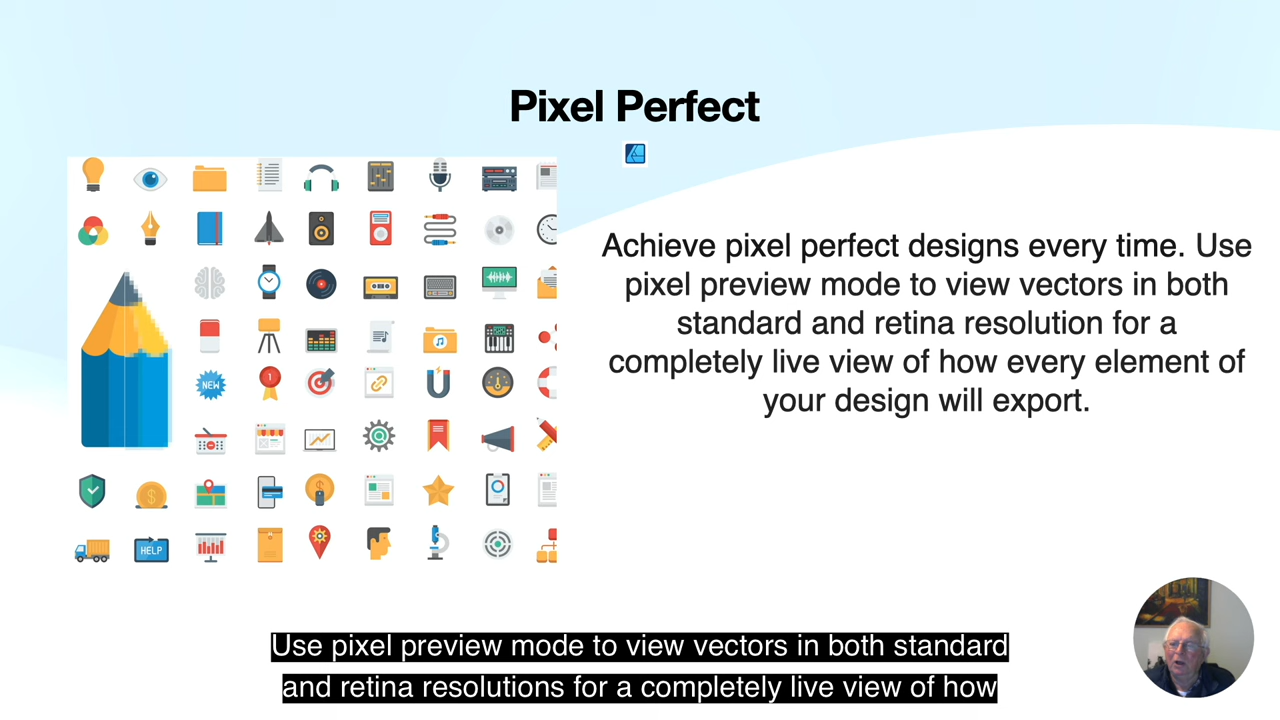 Pixel Perfect
Achieve pixel perfect designs every time. Use
pixel preview mode to view vectors in both
standard and retina resolution for a
completely live view of how every element of
your design will export.
1
NEW
HELP
Use pixel preview mode to view vectors in both standard
and retina resolutions for a completely live view of how